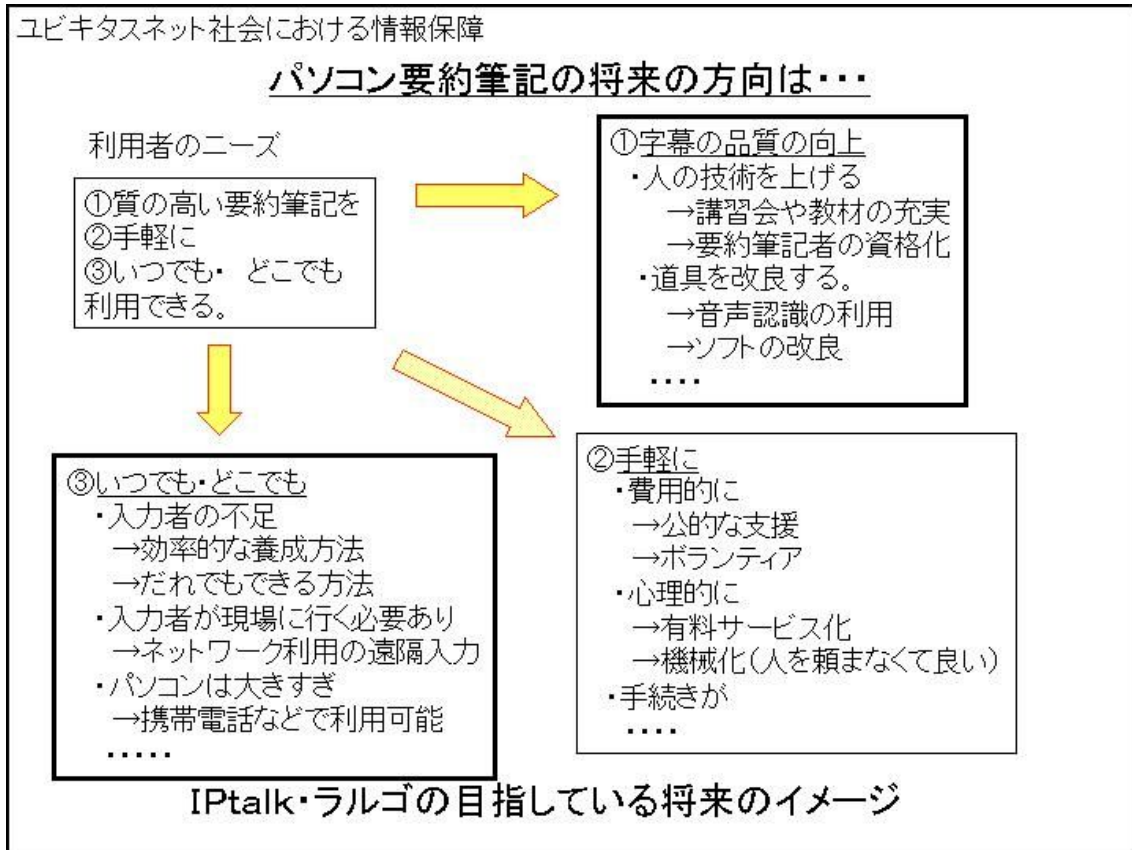 ユビキタスネット社会における情報保障
パソコン要約筆記の将来の方向は・・・
利用者のニーズ
①質の高い要約筆記を
②手軽に
③いつでも・ どこでも
利用できる。
①字幕の品質の向上
・人の技術を上げる
→講習会や教材の充実
→要約筆記者の資格化
・道具を改良する。
→音声認識の利用
→ソフトの改良
・・・・
②手軽に
・費用的に
→公的な支援
→ボランティア
・心理的に
→有料サービス化
→機械化(人を頼まなくて良い)
・手続きが
・・・・
③いつでも・どこでも
・入力者の不足
→効率的な養成方法
→だれでもできる方法
・入力者が現場に行く必要あり
→ネットワーク利用の遠隔入力
・パソコンは大きすぎ
→携帯電話などで利用可能
・・・・・
IPtalk・ラルゴの目指している将来のイメージ